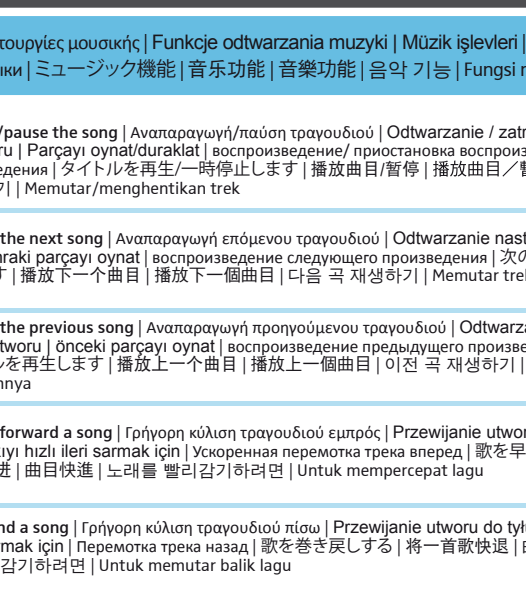 τουργίες μουσικής | Funkcje odtwarzania muzyki | Müzik işlevleri |
ики | ミュージック機能 | 音乐功能 | 音樂功能 | 음악 기능 | Fungsi
/pause the song | Αναπαραγωγή/παύση τραγουδιού | Odtwarzanie / zatr
ru | Parçayı oynat/duraklat | воспроизведение/ приостановка воспроиз
ведения | タイトルを再生/一時停止します | 播放曲目/暂停 | 播放曲目／
기 | Memutar/menghentikan trek
the next song | Αναπαραγωγή επόμενου τραγουδιού | Odtwarzanie nast
raki parçayı oynat | воспроизведение следующего произведения | 次の
す | 播放下一个曲目 | 播放下一個曲目 | 다음 곡 재생하기 | Memutar trek
the previous song | Αναπαραγωγή προηγούμενου τραγουδιού | Odtwarza
tworu | önceki parçayı oynat | воспроизведение предыдущего произве
を再生します | 播放上一个曲目 | 播放上一個曲目 | 이전 곡 재생하기 |
nnya
forward a song | Γρήγορη κύλιση τραγουδιού εμπρός | Przewijanie utwor
kıyı hızlı ileri sarmak için | Ускоренная перемотка трека вперед | 歌を早
进 | 曲目快進 | 노래를 빨리감기하려면 | Untuk mempercepat lagu
nd a song | Γρήγορη κύλιση τραγουδιού πίσω | Przewijanie utworu do tyłu
rmak için | Перемотка трека назад | 歌を巻き戻しする | 将一首歌快退 |
감기하려면 | Untuk memutar balik lagu